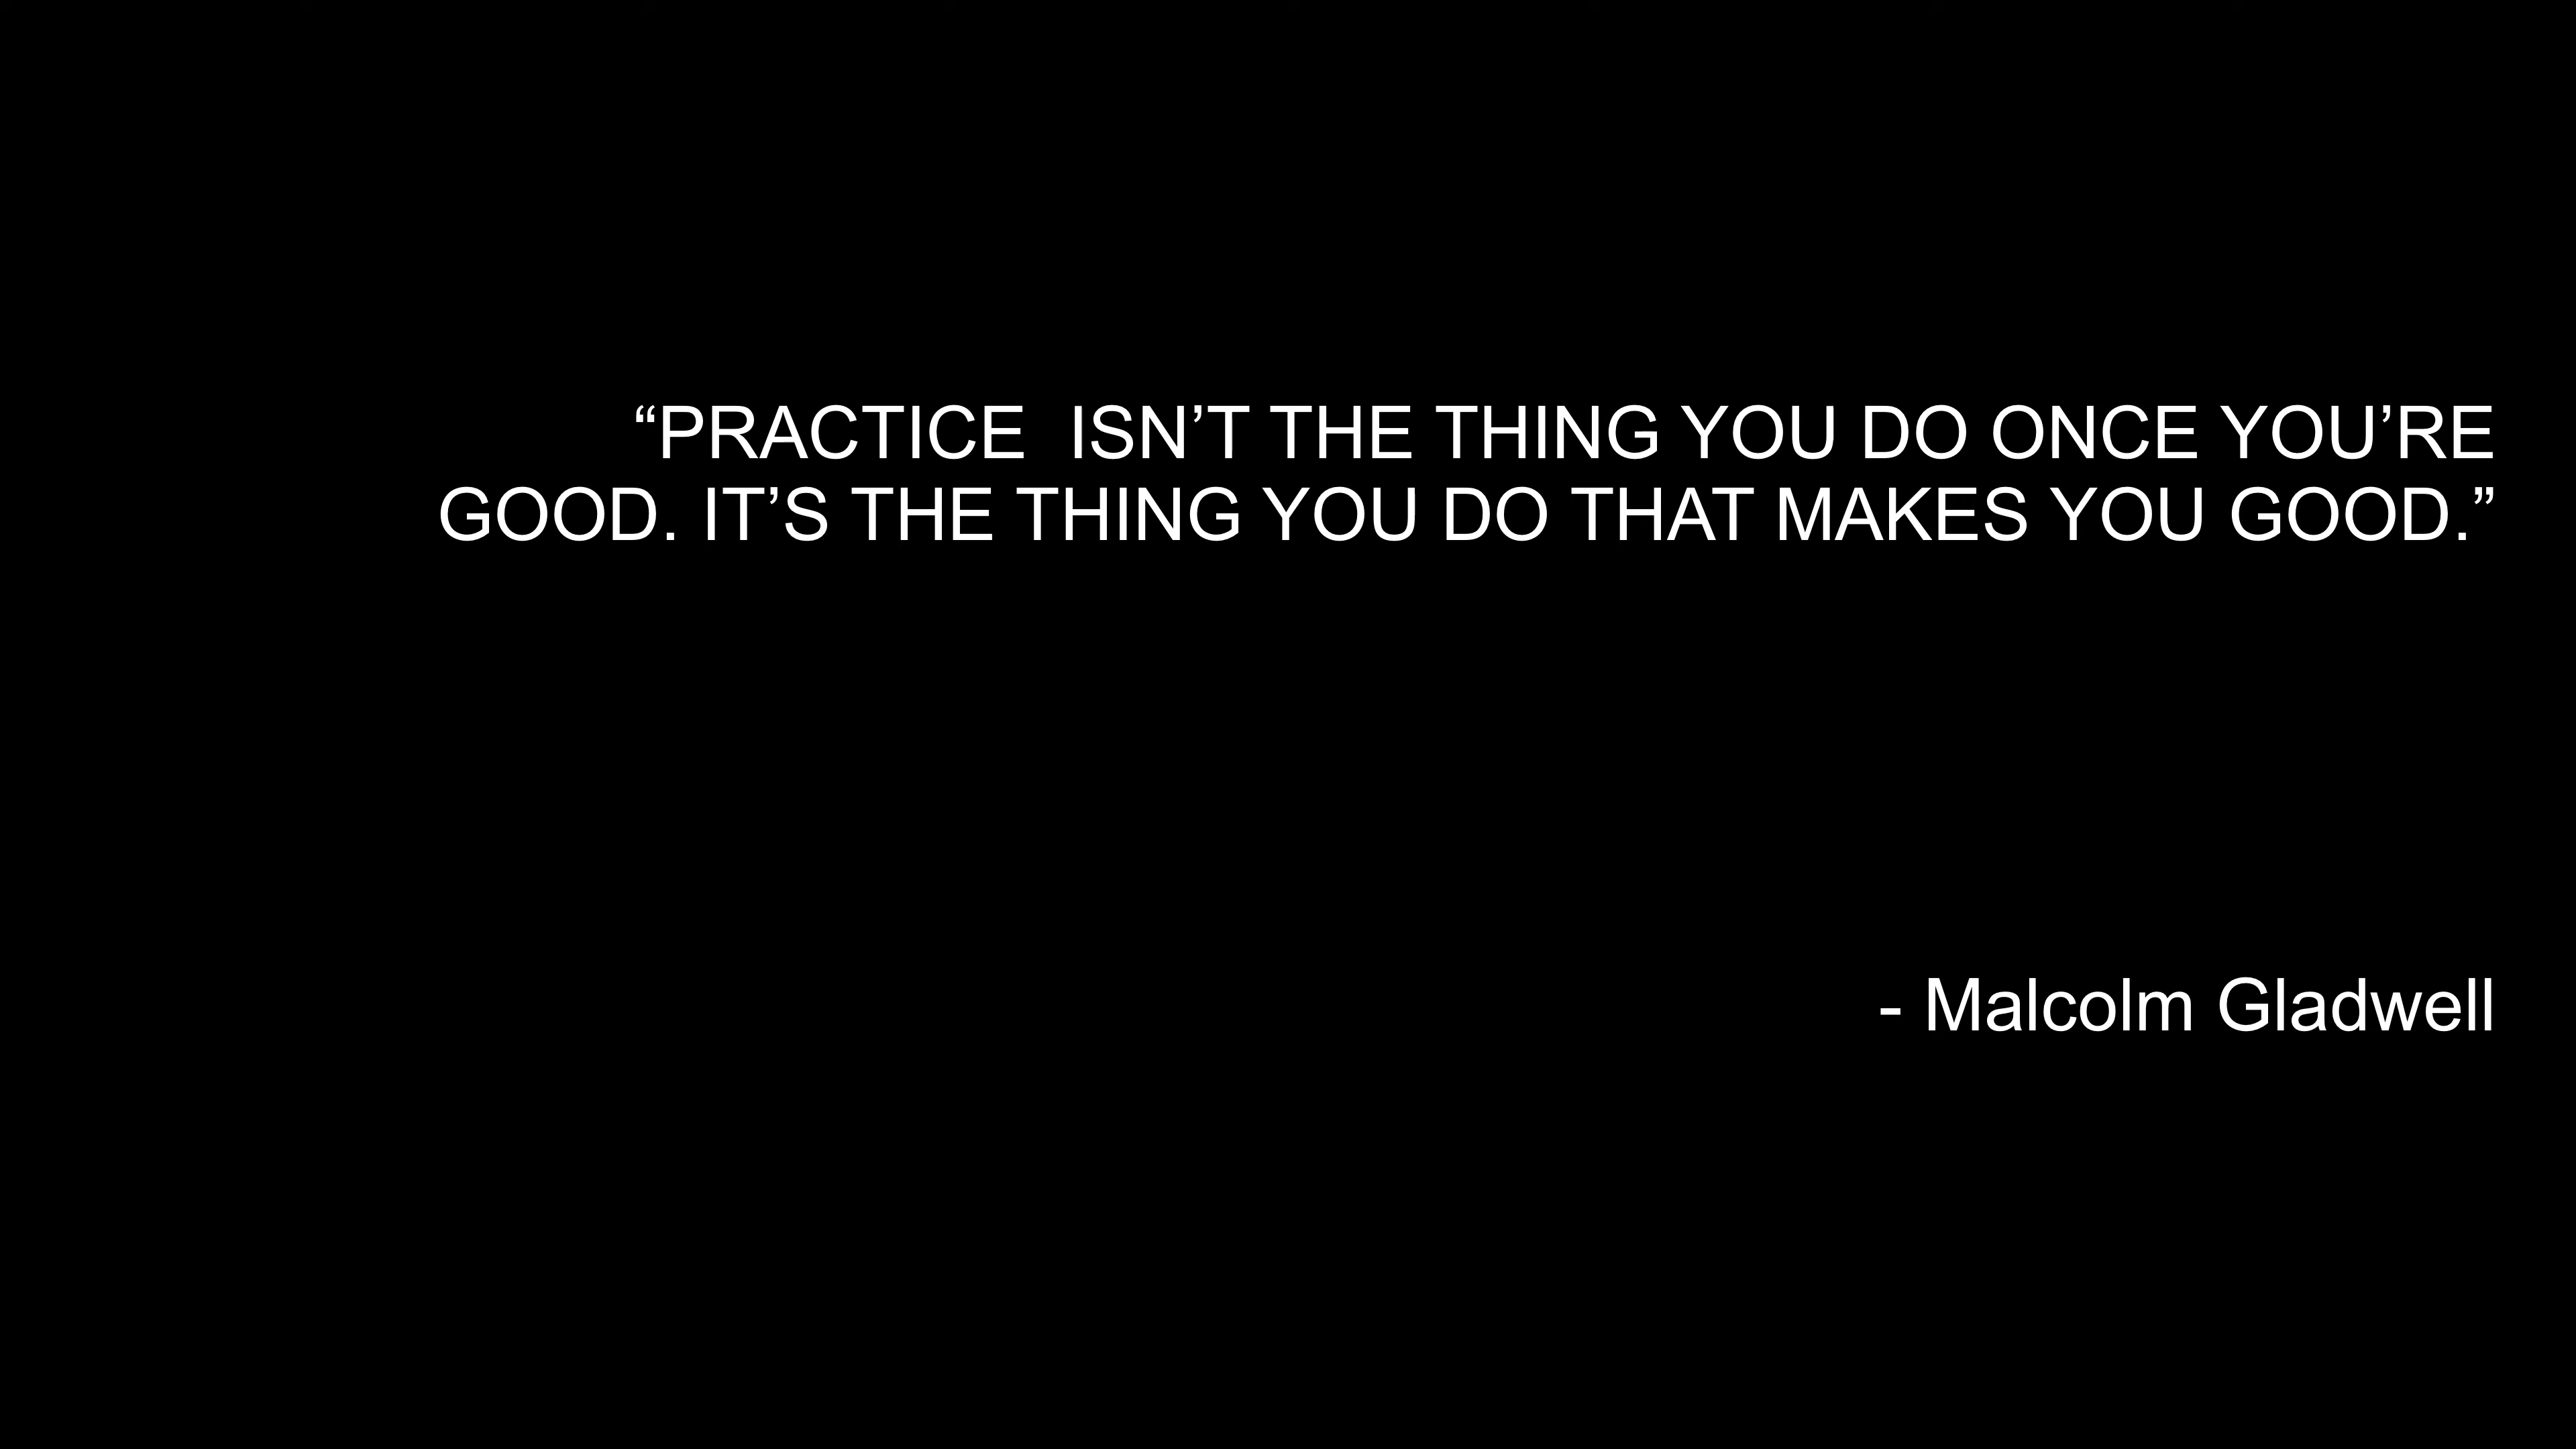 “PRACTICE  ISN’T THE THING YOU DO ONCE YOU’RE
GOOD. IT’S THE THING YOU DO THAT MAKES YOU GOOD.”
- Malcolm Gladwell